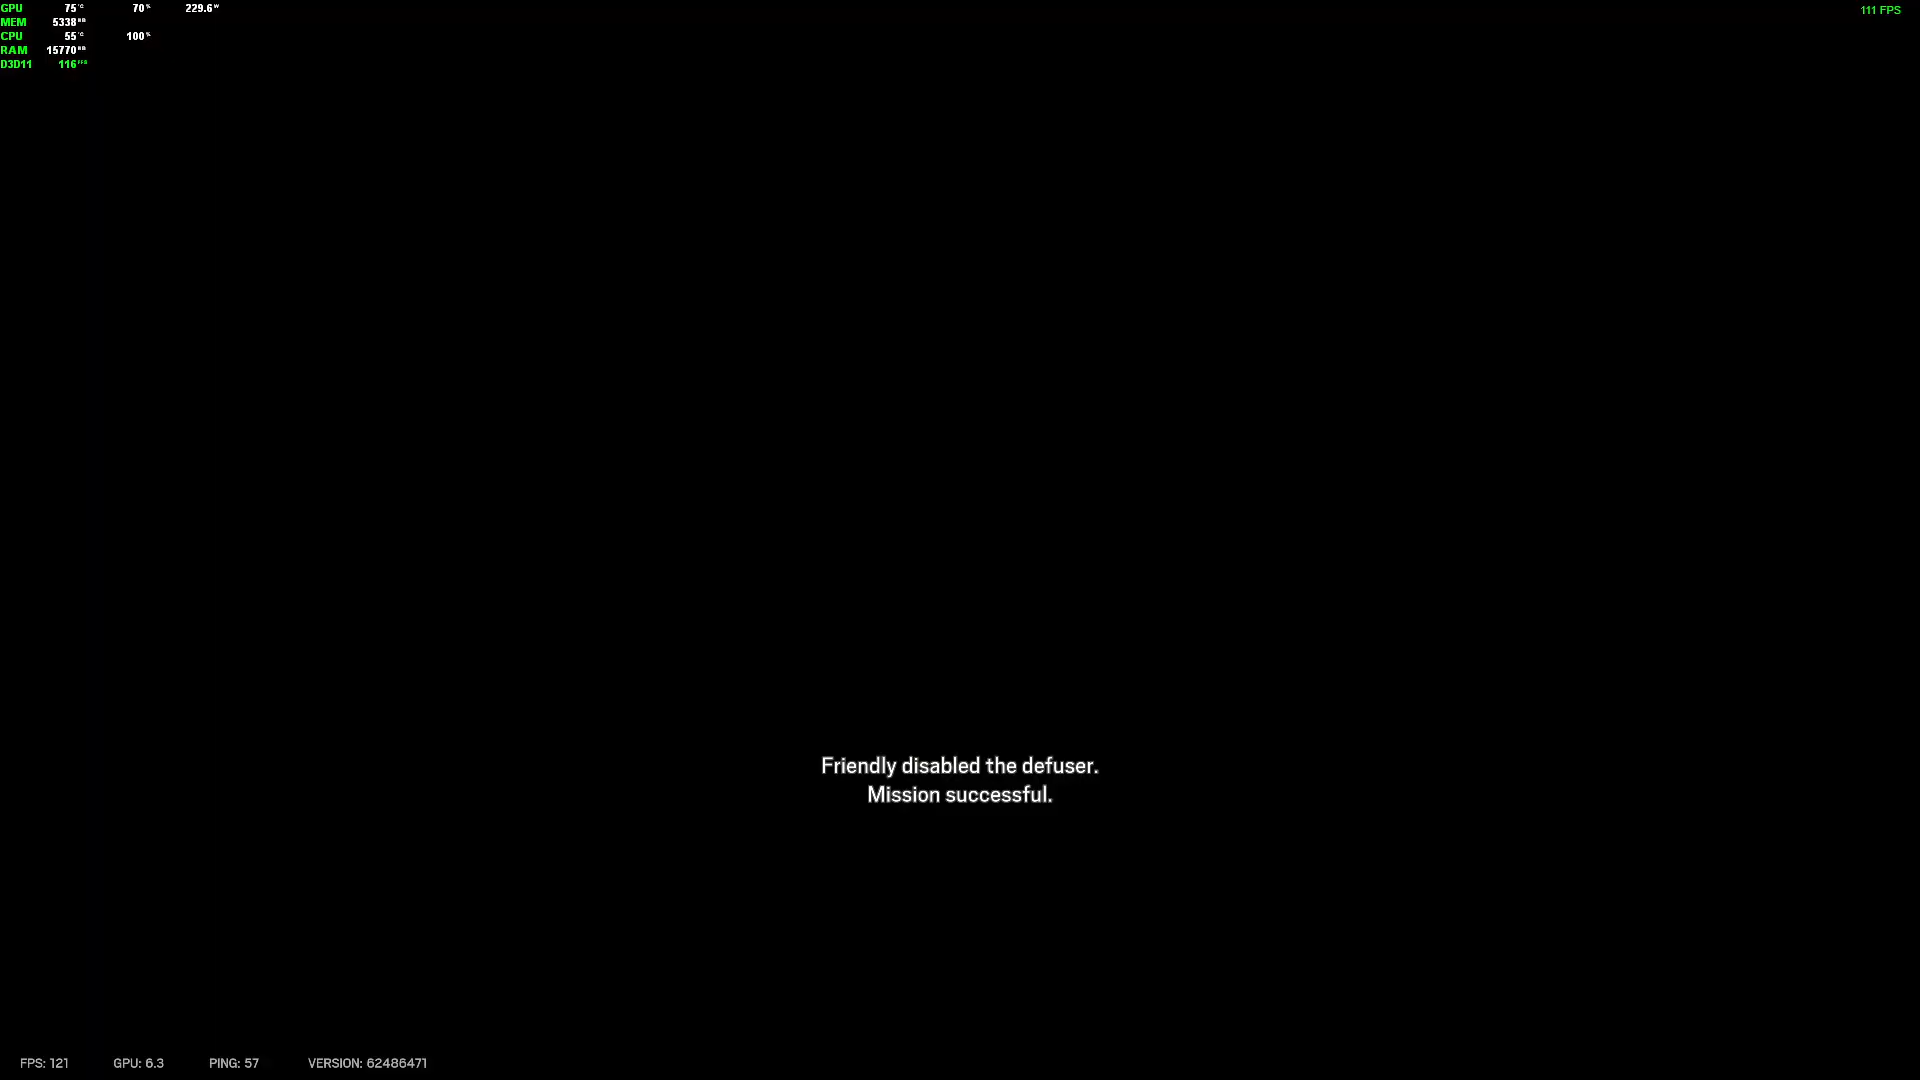 GPU 75°C 70% 229.6W
MEM 5338MB
CPU 55°C 100%
RAM 15770MB
D3D11 116FPS
111 FPS
Friendly disabled the defuser.
Mission successful.
FPS: 121 GPU: 6.3 PING: 57 VERSION: 62486471